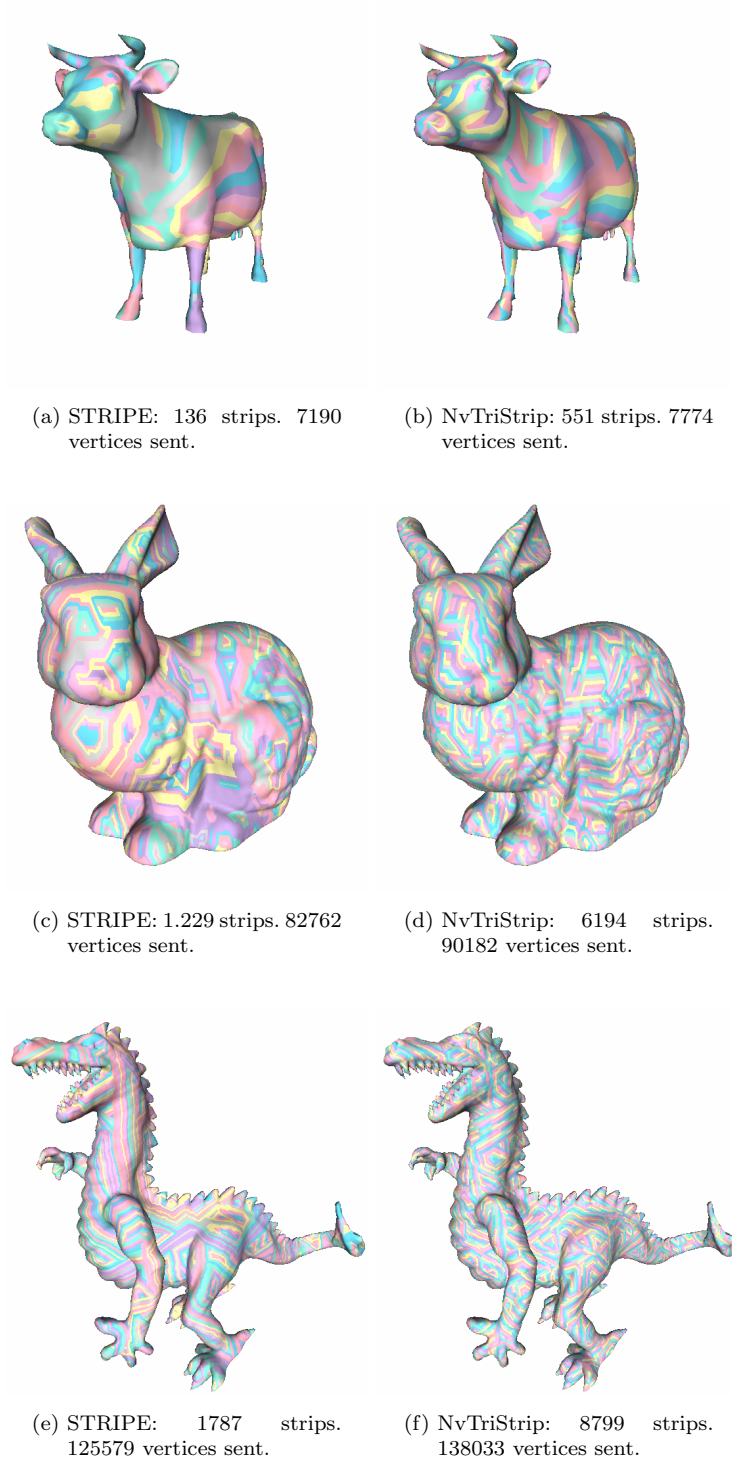 (a) STRIPE: 136 strips. 7190
vertices sent.
(b) NvTriStrip: 551 strips. 7774
vertices sent.
(c) STRIPE: 1.229 strips. 82762
vertices sent.
(d) NvTriStrip: 6194 strips.
90182 vertices sent.
(e) STRIPE: 1787 strips.
125579 vertices sent.
(f) NvTriStrip: 8799 strips.
138033 vertices sent.